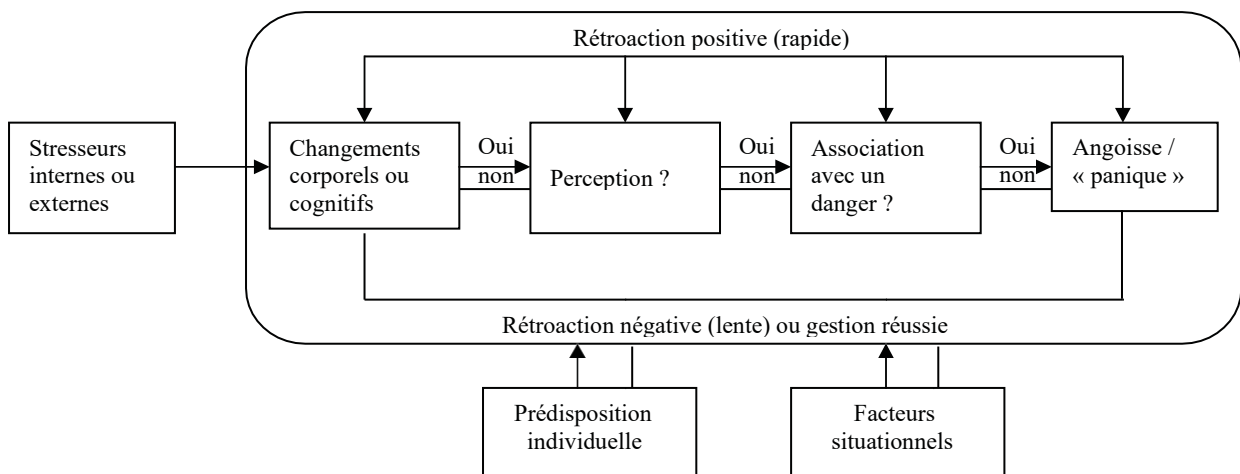 Rétroaction positive (rapide)
Stresseurs
internes ou
externes
Changements
corporels ou
cognitifs
Oui
non
Perception ?
Oui
non
Association
avec un
danger ?
Oui
non
Angoisse /
« panique »
Rétroaction négative (lente) ou gestion réussie
Prédisposition
individuelle
Facteurs
situationnels